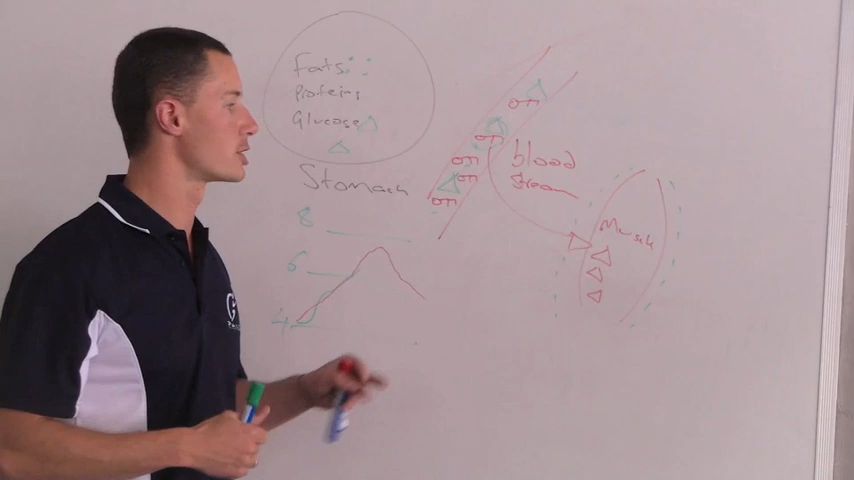 Fats
Proteins
Glucose
Stomach
8
6
4
blood
Stream
Muscle